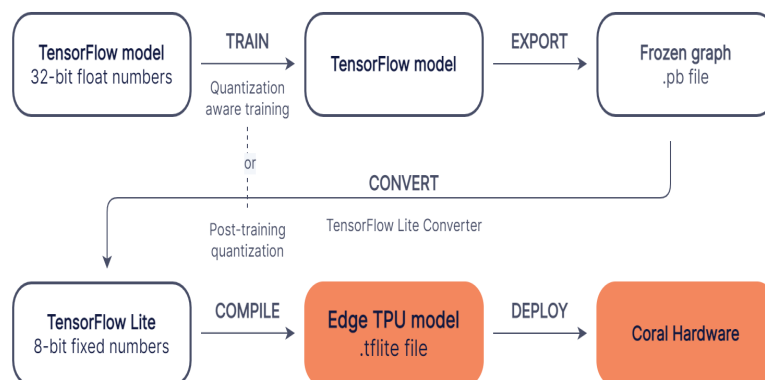 TensorFlow model
32-bit float numbers
TRAIN
Quantization
aware training
or
Post-training
quantization
TensorFlow model
EXPORT
Frozen graph
.pb file
CONVERT
TensorFlow Lite Converter
TensorFlow Lite
8-bit fixed numbers
COMPILE
Edge TPU model
.tflite file
DEPLOY
Coral Hardware